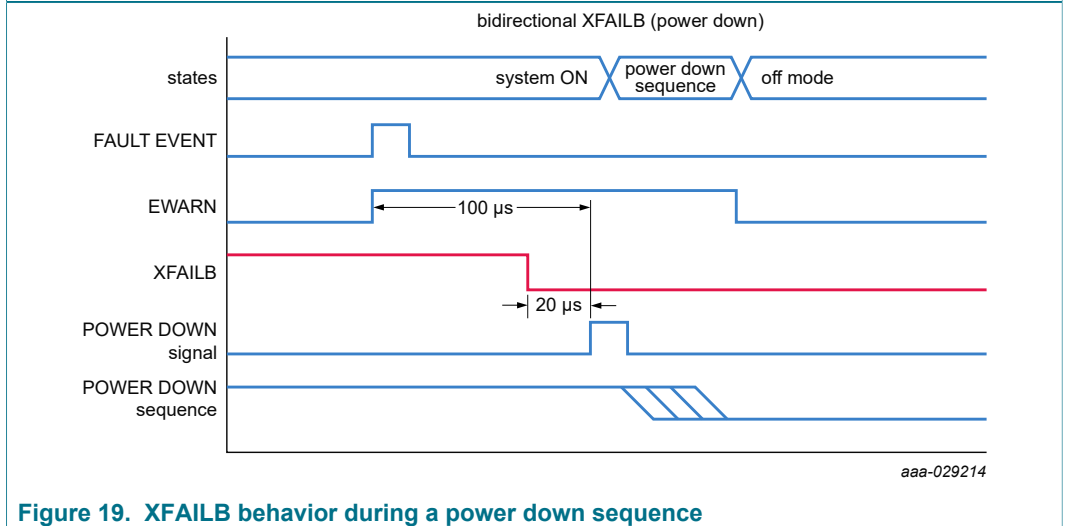 bidirectional XFAILB (power down)
states
system ON
power down
sequence
off mode
FAULT EVENT
EWARN
100 µs
XFAILB
20 µs
POWER DOWN
signal
POWER DOWN
sequence
aaa-029214
Figure 19. XFAILB behavior during a power down sequence